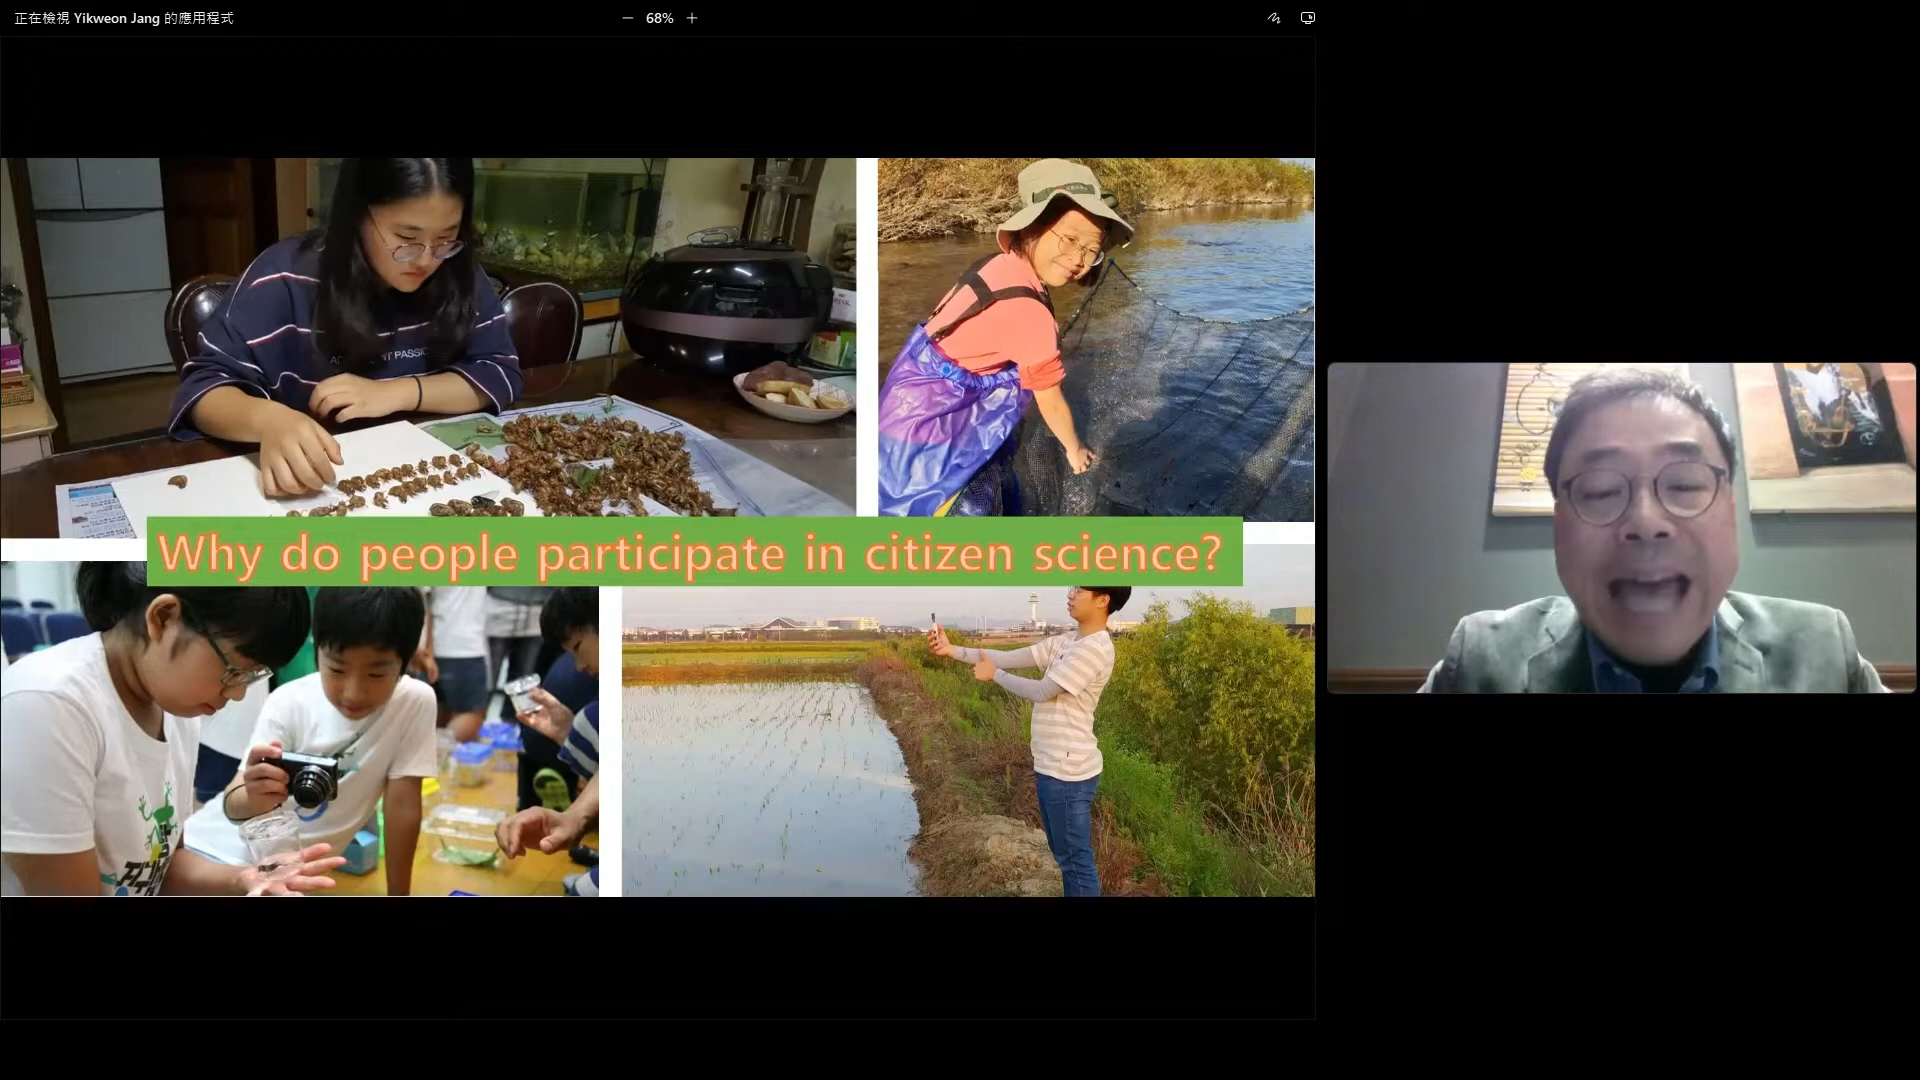 正在檢視 Yikweon Jang 的應用程式
68%
Why do people participate in citizen science?